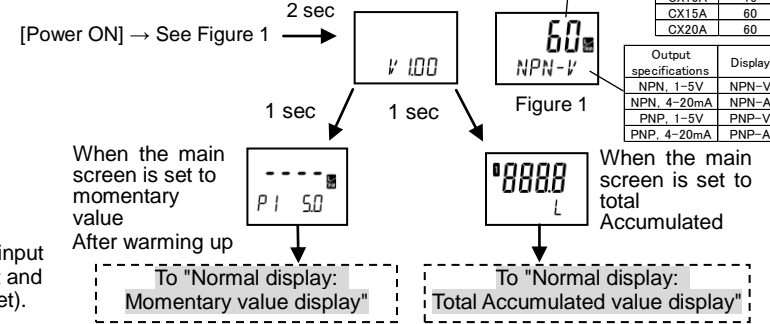 2 sec
[Power ON] → See Figure 1
V 1.00
60
NPN-V
Figure 1
CX15A 60
CX20A 60
Output specifications Display
NPN, 1-5V NPN-V
NPN, 4-20mA NPN-A
PNP, 1-5V PNP-V
PNP, 4-20mA PNP-A
1 sec
1 sec
When the main
screen is set to
momentary
value
After warming up
- - - -
P1 5.0
888.8
L
When the main
screen is set to
total
Accumulated
input
and
et).
To "Normal display:
Momentary value display"
To "Normal display:
Total Accumulated value display"